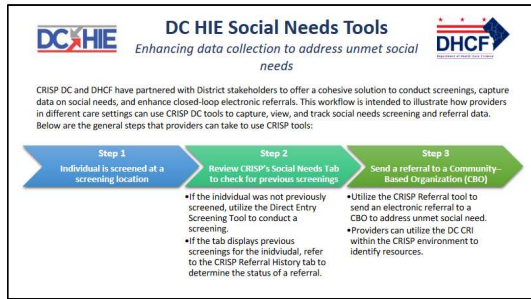 DC HIE
DC HIE Social Needs Tools
Enhancing data collection to address unmet social
needs
DHCF
Department of Health Care Finance
CRISP DC and DHCF have partnered with District stakeholders to offer a cohesive solution to conduct screenings, capture
data on social needs, and enhance closed-loop electronic referrals. This workflow is intended to illustrate how providers
in different care settings can use CRISP DC tools to capture, view, and track social needs screening and referral data.
Below are the general steps that providers can take to use CRISP tools:
Step 1
Individual is screened at a
screening location
Step 2
Review CRISP's Social Needs Tab
to check for previous screenings
•If the inidvidual was not previously
screened, utilize the Direct Entry
Screening Tool to conduct a
screening.
•If the tab displays previous
screenings for the inidviudal, refer
to the CRISP Referral History tab to
determine the status of a referral.
Step 3
Send a referral to a Community–
Based Organization (CBO)
•Utilize the CRISP Referral tool to
send an electronic referral to a
CBO to address unmet social need.
•Providers can utilize the DC CRI
within the CRISP environment to
identify resources.